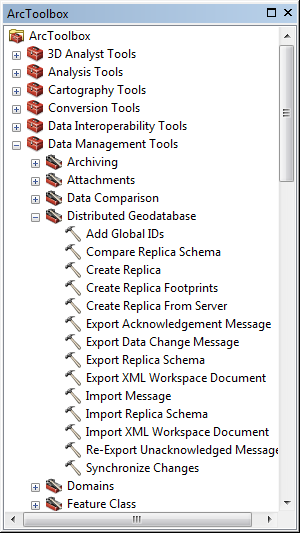 ArcToolbox
ArcToolbox
3D Analyst Tools
Analysis Tools
Cartography Tools
Conversion Tools
Data Interoperability Tools
Data Management Tools
Archiving
Attachments
Data Comparison
Distributed Geodatabase
Add Global IDs
Compare Replica Schema
Create Replica
Create Replica Footprints
Create Replica From Server
Export Acknowledgement Message
Export Data Change Message
Export Replica Schema
Export XML Workspace Document
Import Message
Import Replica Schema
Import XML Workspace Document
Re-Export Unacknowledged Message
Synchronize Changes
Domains
Feature Class